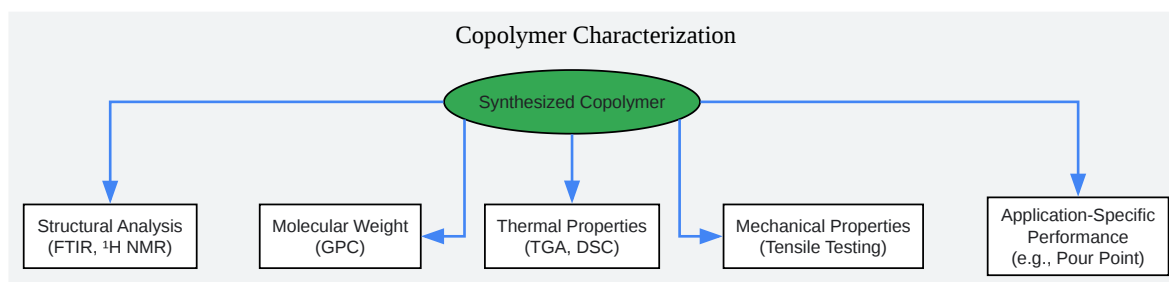 Copolymer Characterization
Synthesized Copolymer
Structural Analysis
(FTIR, ¹H NMR)
Molecular Weight
(GPC)
Thermal Properties
(TGA, DSC)
Mechanical Properties
(Tensile Testing)
Application-Specific
Performance
(e.g., Pour Point)